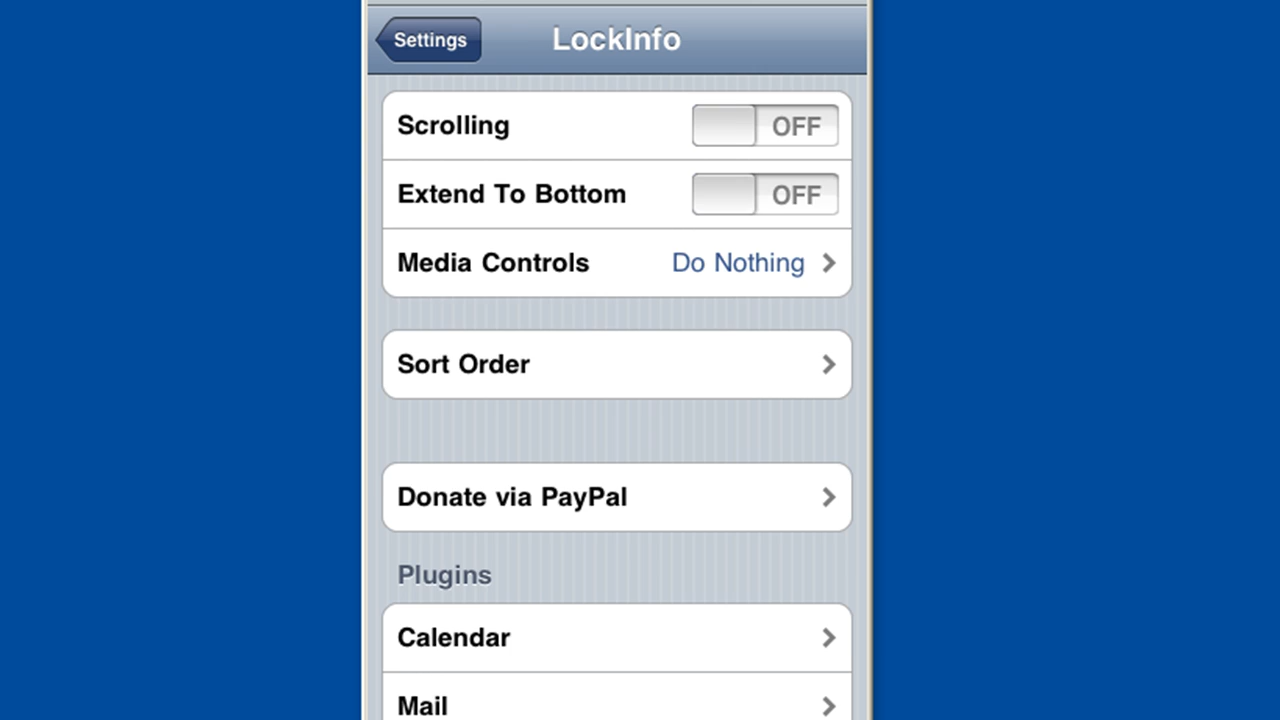 Settings
LockInfo
Scrolling OFF
Extend To Bottom OFF
Media Controls Do Nothing
Sort Order
Donate via PayPal
Plugins
Calendar
Mail